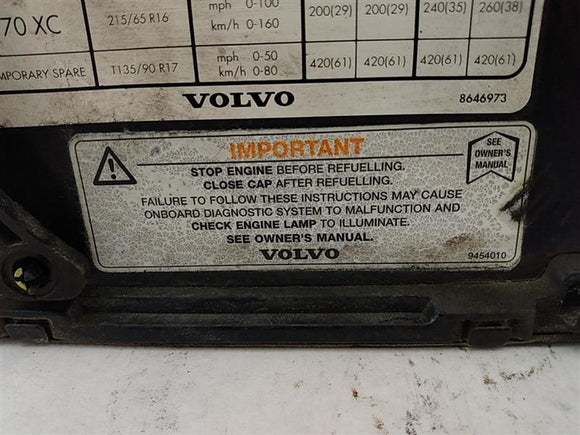 mph 0-100
70 XC 215/65 R16 km/h 0-160 200(29) 200(29) 240(35) 260(38)
MPORARY SPARE T135/90 R17 mph 0-50 420(61) 420(61) 420(61) 420(61)
km/h 0-80
VOLVO 8646973
IMPORTANT
STOP ENGINE BEFORE REFUELLING.
CLOSE CAP AFTER REFUELLING.
FAILURE TO FOLLOW THESE INSTRUCTIONS MAY CAUSE
ONBOARD DIAGNOSTIC SYSTEM TO MALFUNCTION AND
CHECK ENGINE LAMP TO ILLUMINATE.
SEE OWNER'S MANUAL.
VOLVO 9454010
SEE
OWNER'S
MANUAL